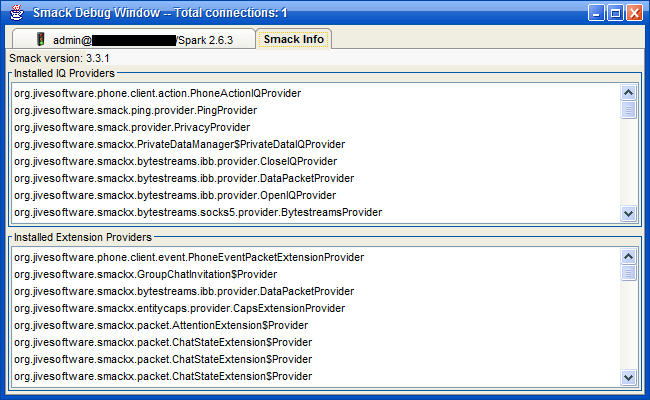 Smack Debug Window -- Total connections: 1
admin@ /Spark 2.6.3 Smack Info
Smack version: 3.3.1
Installed IQ Providers
org.jivesoftware.phone.client.action.PhoneActionIQProvider
org.jivesoftware.smack.ping.provider.PingProvider
org.jivesoftware.smack.provider.PrivacyProvider
org.jivesoftware.smackx.PrivateDataManager$PrivateDataIQProvider
org.jivesoftware.smackx.bytestreams.ibb.provider.CloseIQProvider
org.jivesoftware.smackx.bytestreams.ibb.provider.DataPacketProvider
org.jivesoftware.smackx.bytestreams.ibb.provider.OpenIQProvider
org.jivesoftware.smackx.bytestreams.socks5.provider.BytestreamsProvider
Installed Extension Providers
org.jivesoftware.phone.client.event.PhoneEventPacketExtensionProvider
org.jivesoftware.smackx.GroupChatInvitation$Provider
org.jivesoftware.smackx.bytestreams.ibb.provider.DataPacketProvider
org.jivesoftware.smackx.entitycaps.provider.CapsExtensionProvider
org.jivesoftware.smackx.packet.AttentionExtension$Provider
org.jivesoftware.smackx.packet.ChatStateExtension$Provider
org.jivesoftware.smackx.packet.ChatStateExtension$Provider
org.jivesoftware.smackx.packet.ChatStateExtension$Provider